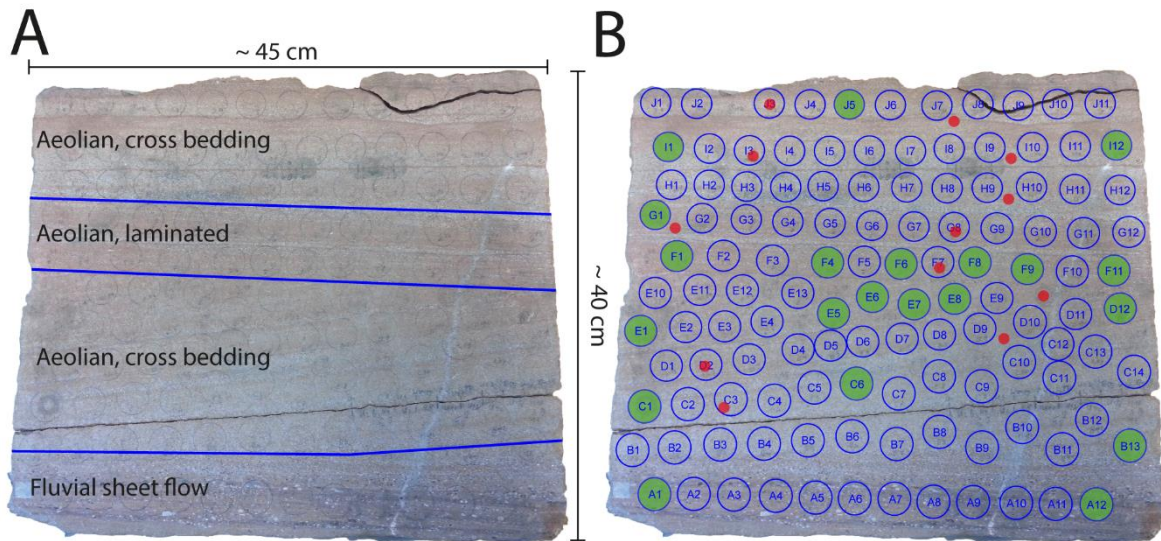 A
~ 45 cm
Aeolian, cross bedding
Aeolian, laminated
Aeolian, cross bedding
Fluvial sheet flow
~ 40 cm
B
J1 J2 J3 J4 J5 J6 J7 J8 J9 J10 J11
I1 I2 I3 I4 I5 I6 I7 I8 I9 I10 I11 I12
H1 H2 H3 H4 H5 H6 H7 H8 H9 H10 H11 H12
G1 G2 G3 G4 G5 G6 G7 G8 G9 G10 G11 G12
F1 F2 F3 F4 F5 F6 F7 F8 F9 F10 F11
E10 E11 E12 E13 E5 E6 E7 E8 E9
E1 E2 E3 E4 D5 D6 D7 D8 D9 D10 D11 D12
D1 D2 D3 D4 C10 C11 C12 C13 C14
C1 C2 C3 C4 C5 C6 C7 C8 C9
B1 B2 B3 B4 B5 B6 B7 B8 B9 B10 B11 B12 B13
A1 A2 A3 A4 A5 A6 A7 A8 A9 A10 A11 A12